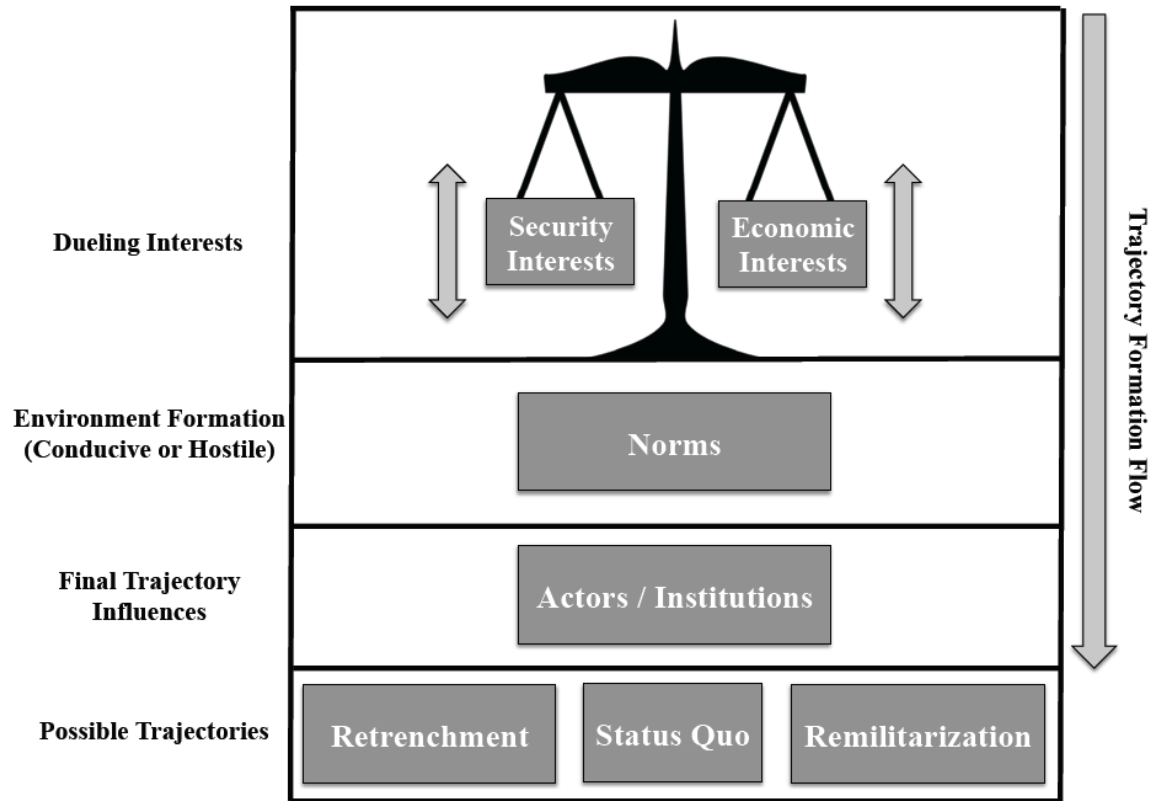 Dueling Interests
Security
Interests
Economic
Interests
Environment Formation
(Conducive or Hostile)
Norms
Final Trajectory
Influences
Actors / Institutions
Possible Trajectories
Retrenchment
Status Quo
Remilitarization
Trajectory Formation Flow